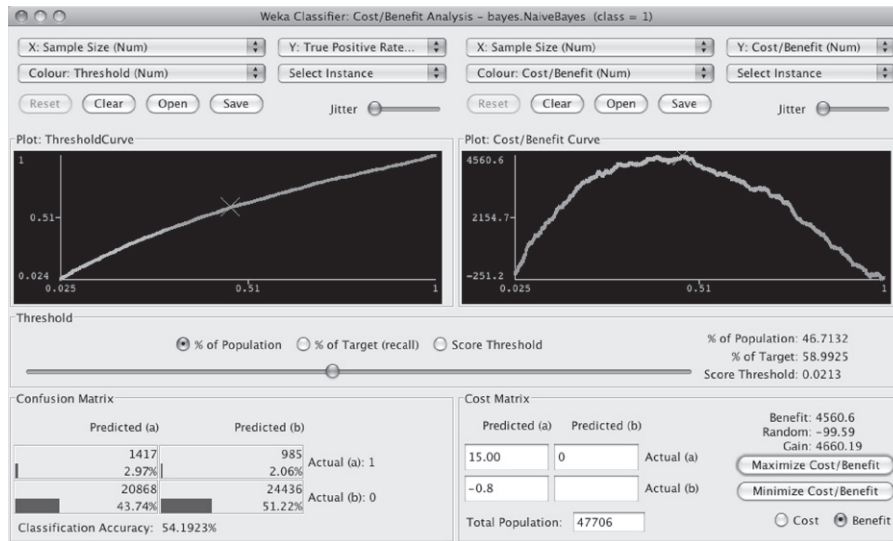 Weka Classifier: Cost/Benefit Analysis – bayes.NaiveBayes (class = 1)
X: Sample Size (Num)
Y: True Positive Rate...
X: Sample Size (Num)
Y: Cost/Benefit (Num)
Colour: Threshold (Num)
Select Instance
Colour: Cost/Benefit (Num)
Select Instance
Reset
Clear
Open
Save
Jitter
Reset
Clear
Open
Save
Jitter
Plot: ThresholdCurve
1
0.51
0.024
0.025
0.51
1
Plot: Cost/Benefit Curve
4560.6
2154.7
-251.2
0.025
0.51
1
Threshold
% of Population
% of Target (recall)
Score Threshold
% of Population: 46.7132
% of Target: 58.9925
Score Threshold: 0.0213
Confusion Matrix
Predicted (a)
Predicted (b)
1417
985
Actual (a): 1
2.97%
2.06%
20868
24436
Actual (b): 0
43.74%
51.22%
Classification Accuracy: 54.1923%
Cost Matrix
Predicted (a)
Predicted (b)
15.00
0
Actual (a)
-0.8
Actual (b)
Total Population: 47706
Benefit: 4560.6
Random: -99.59
Gain: 4660.19
Maximize Cost/Benefit
Minimize Cost/Benefit
Cost
Benefit